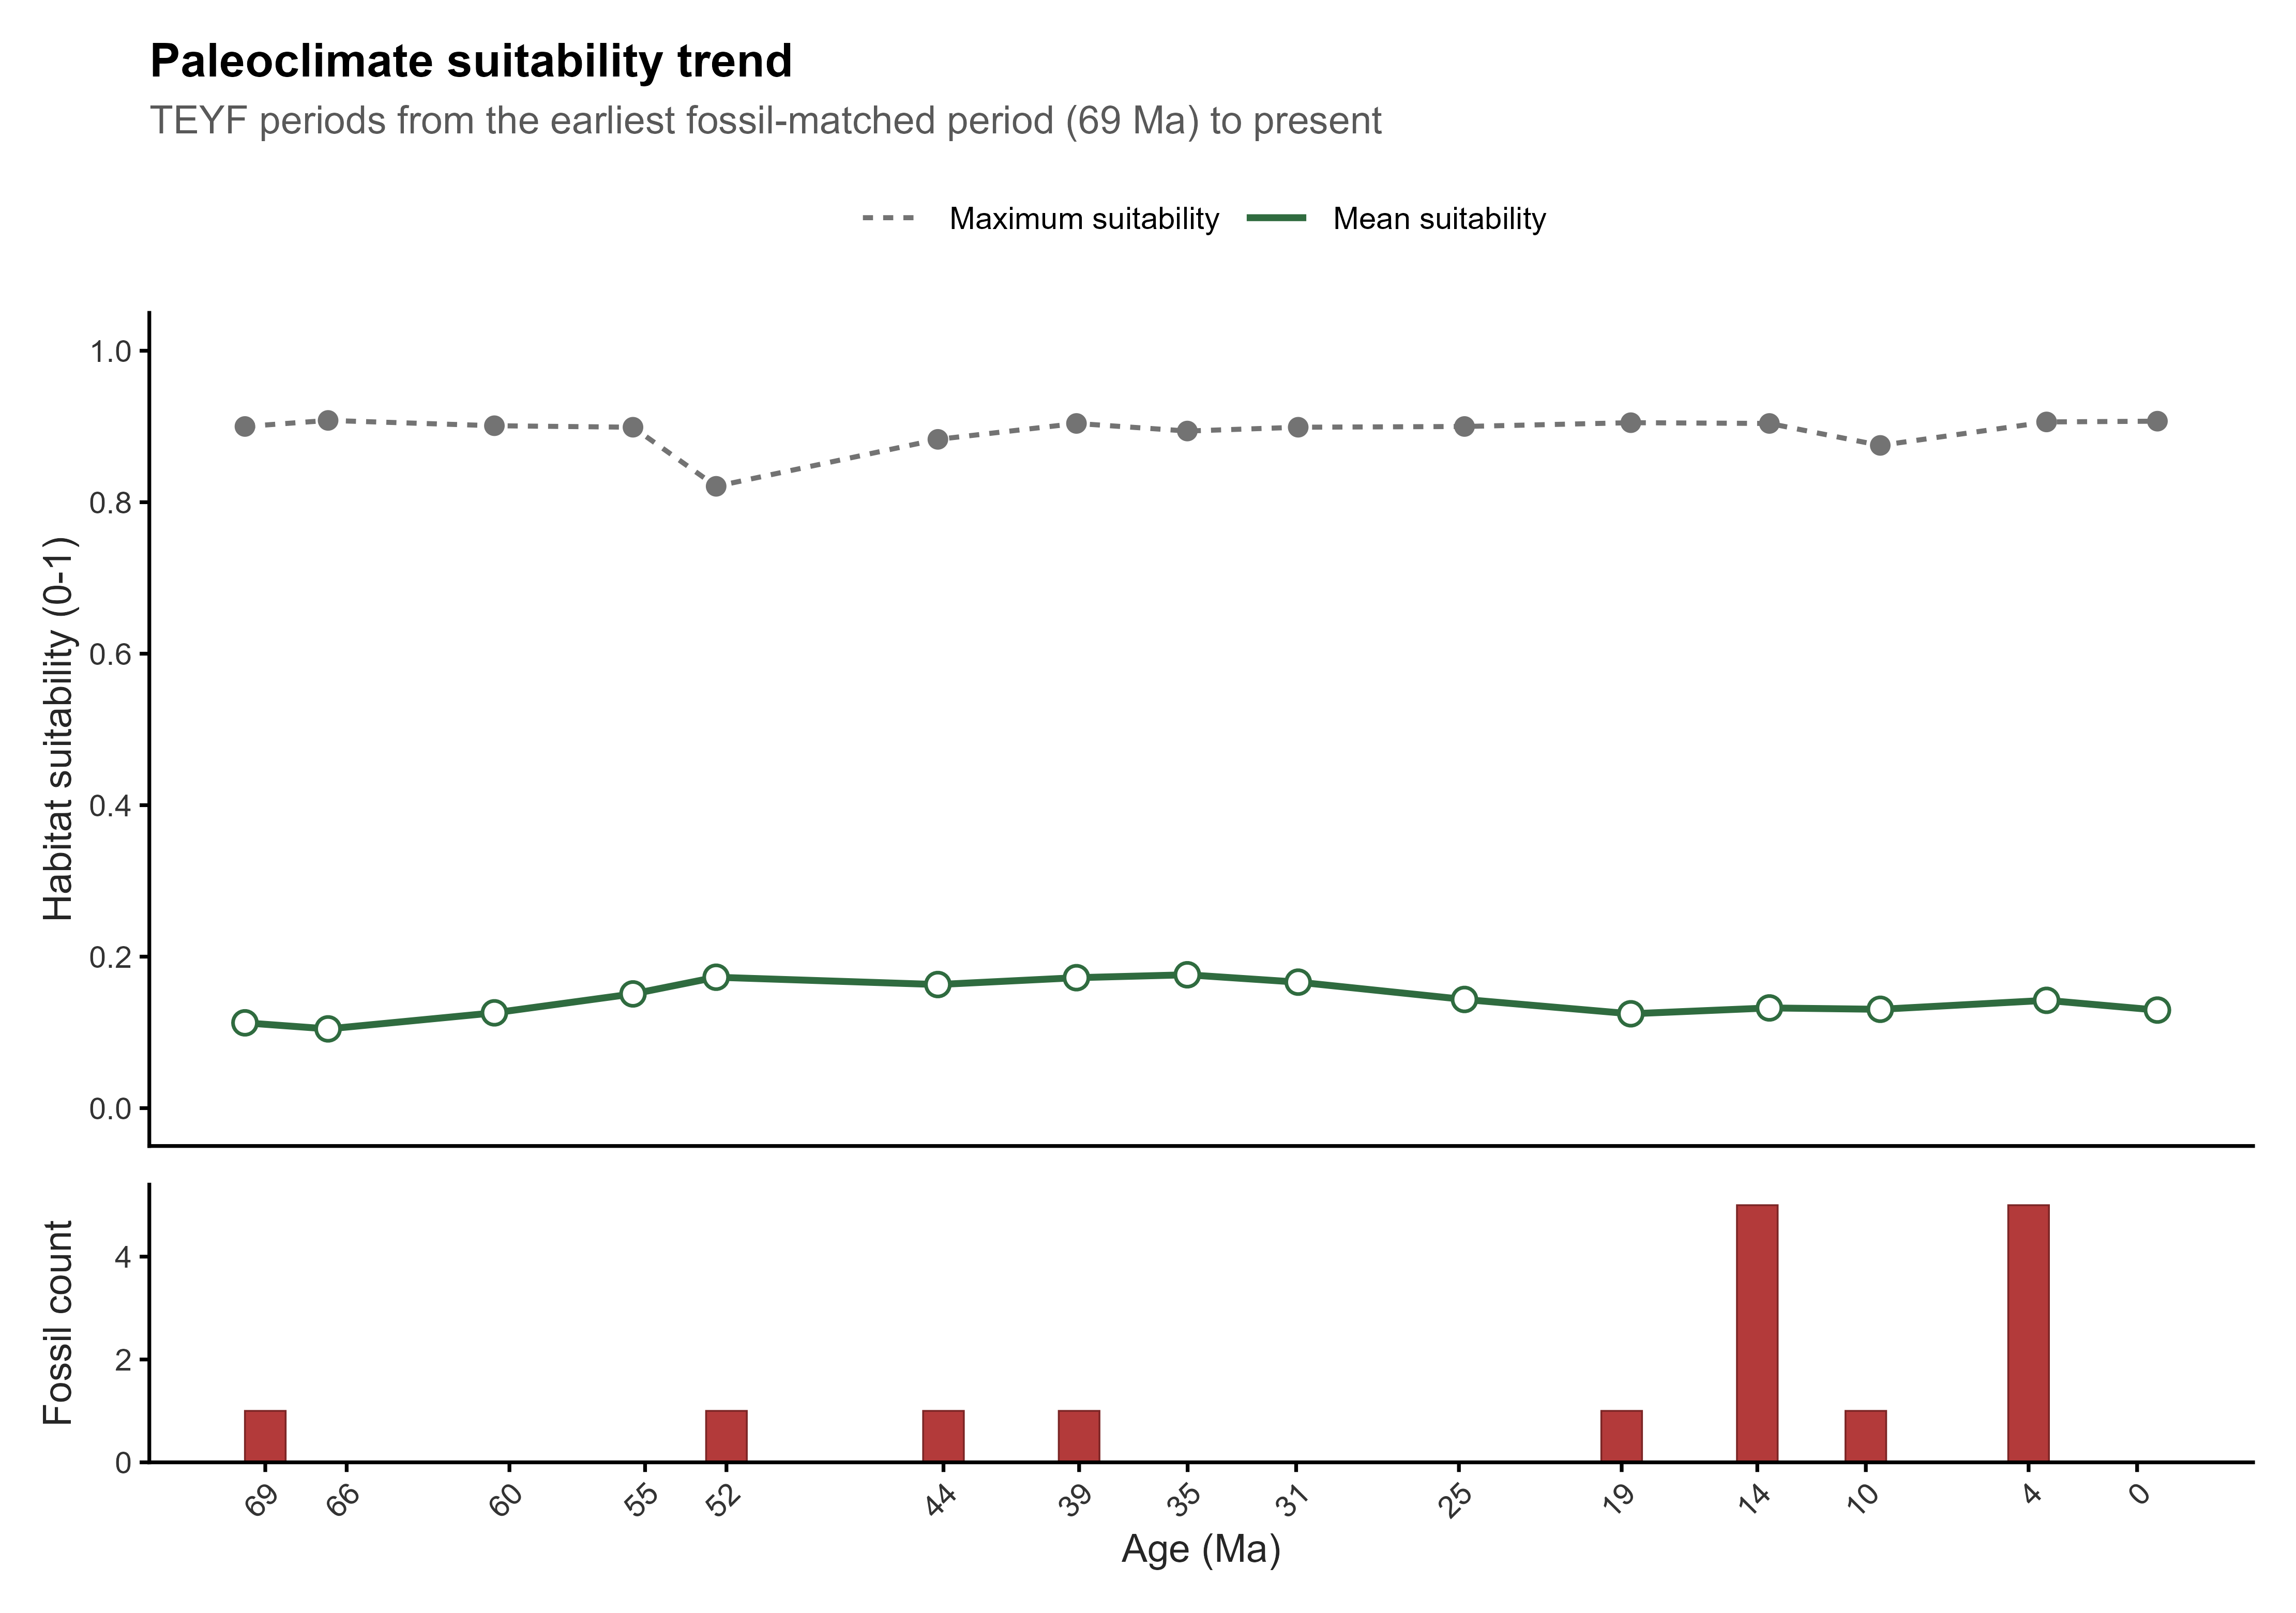 Paleoclimate suitability trend
TEYF periods from the earliest fossil-matched period (69 Ma) to present
Maximum suitability Mean suitability
Habitat suitability (0-1)
1.0
0.8
0.6
0.4
0.2
0.0
Fossil count
4
2
0
69 66 60 55 52 44 39 35 31 25 19 14 10 4 0
Age (Ma)